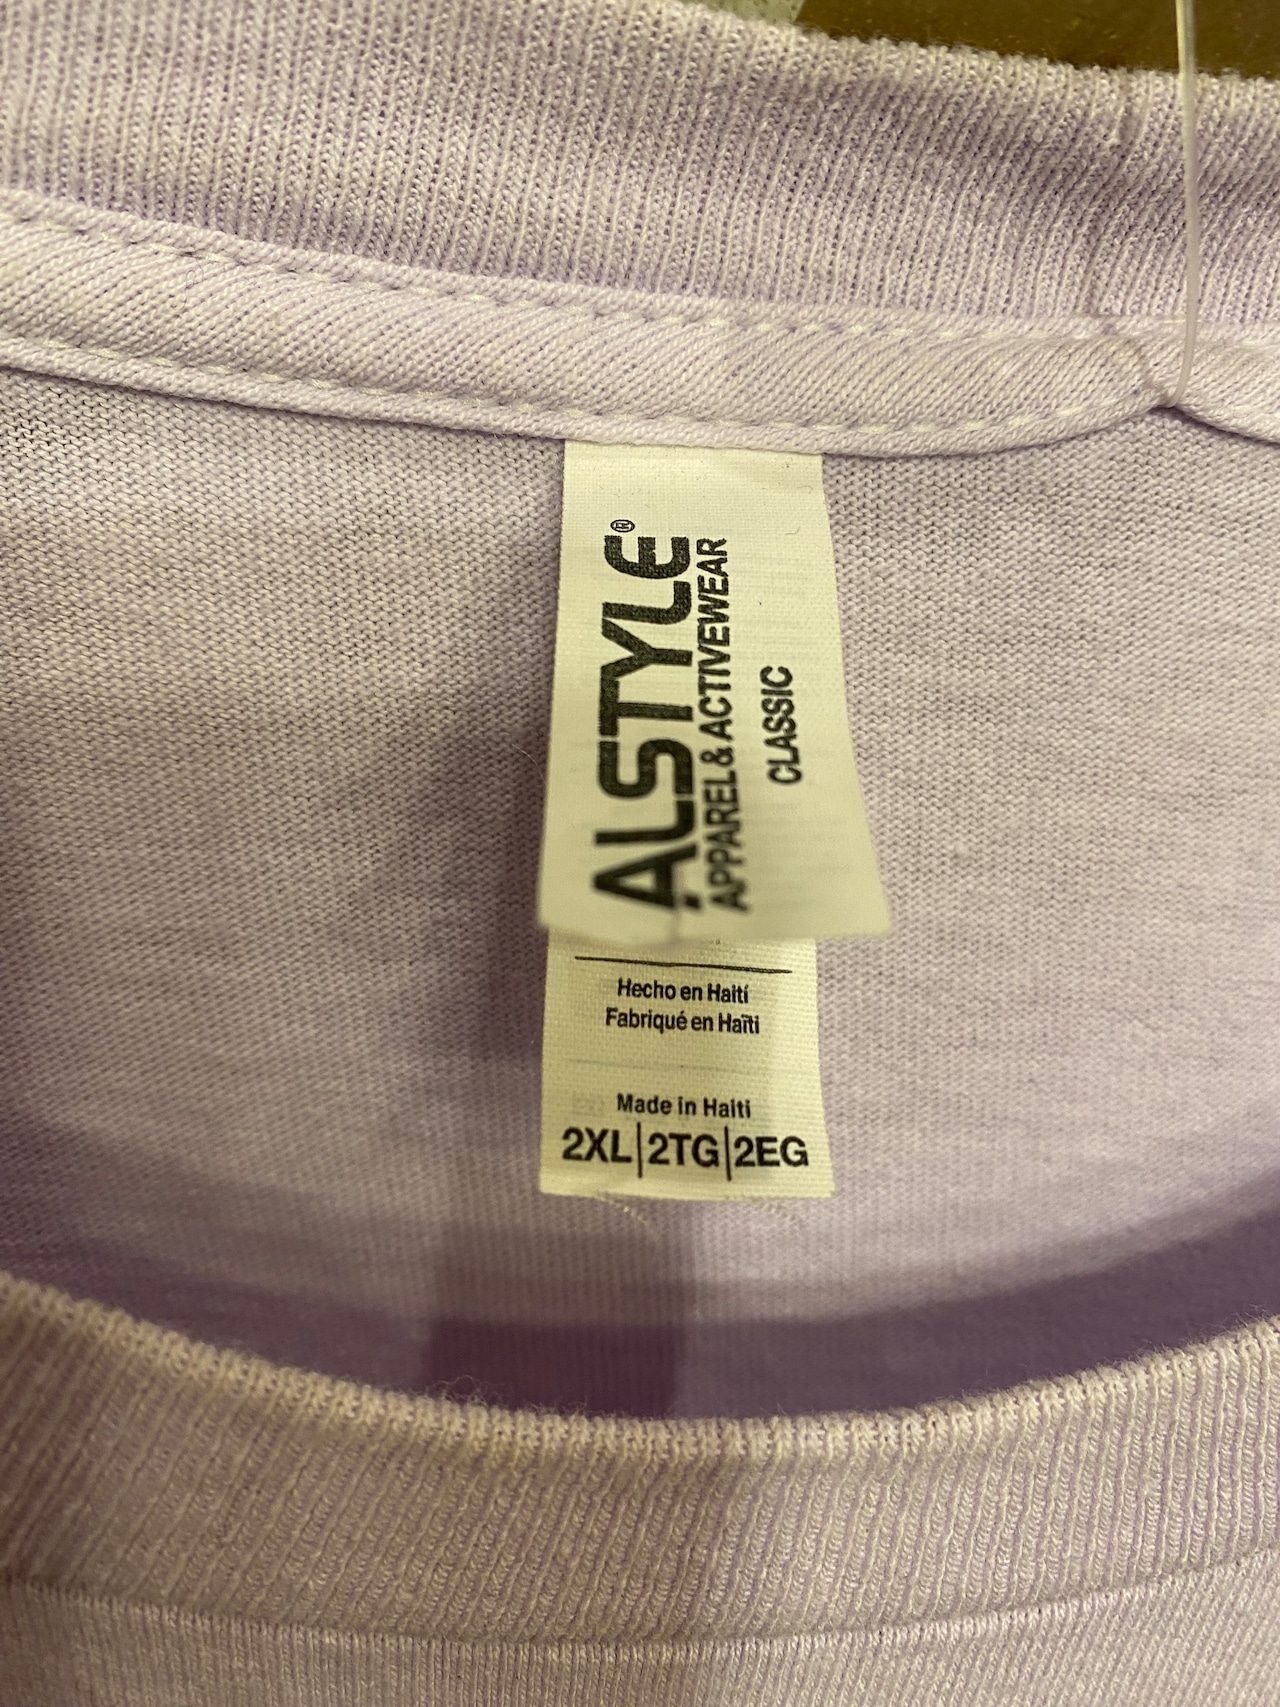 ALSTYLE®
APPAREL & ACTIVEWEAR
CLASSIC
Hecho en Haití
Fabriqué en Haïti
Made in Haiti
2XL|2TG|2EG